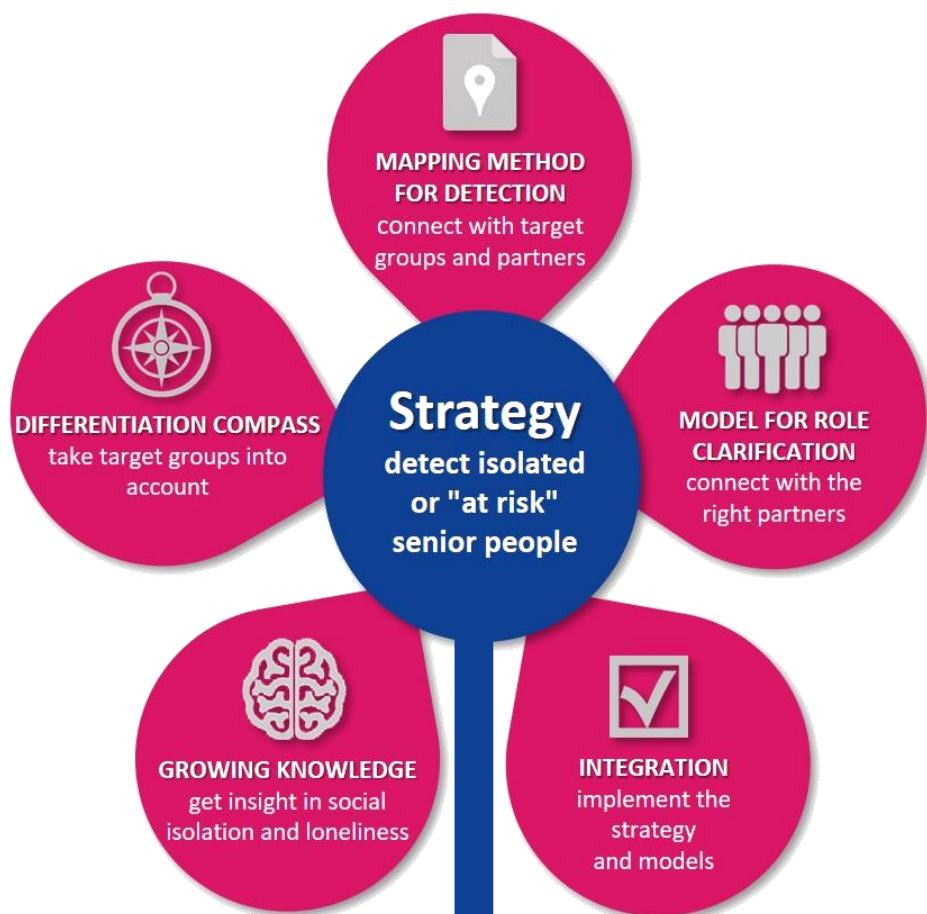 MAPPING METHOD
FOR DETECTION
connect with target
groups and partners
DIFFERENTIATION COMPASS
take target groups into
account
Strategy
detect isolated
or "at risk"
senior people
MODEL FOR ROLE
CLARIFICATION
connect with the
right partners
GROWING KNOWLEDGE
get insight in social
isolation and loneliness
INTEGRATION
implement the
strategy
and models